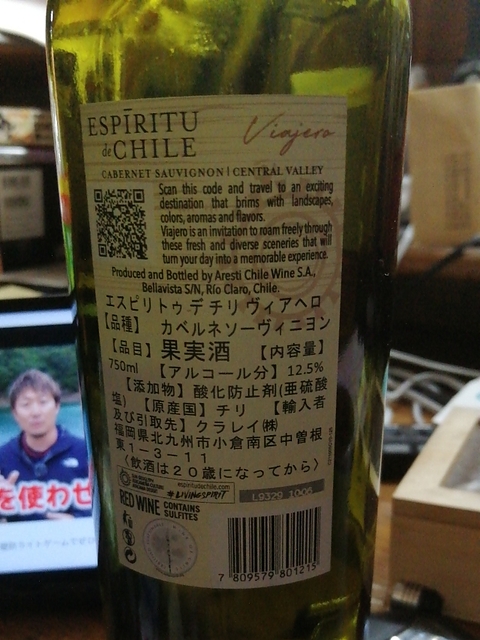 ESPÍRITU
de CHILE
Viajero
CABERNET SAUVIGNON | CENTRAL VALLEY
Scan this code and travel to an exciting
destination that brims with landscapes,
colors, aromas and flavors.
Viajero is an invitation to roam freely through
these fresh and diverse sceneries that will
turn your day into a memorable experience.
Produced and Bottled by Aresti Chile Wine S.A.,
Bellavista S/N, Río Claro, Chile.
エスピリトゥ デ チリ ヴィアヘロ
【品種】 カベルネソーヴィニヨン
【品目】果実酒 【内容量】
750ml 【アルコール分】 12.5%
【添加物】酸化防止剤(亜硫酸
塩) 【原産国】チリ 【輸入者
及び引取先】クラレイ㈱
福岡県北九州市小倉南区中曽根
東1-3-11
〈飲酒は20歳になってから〉
espiritudechile.com
#LIVINGSPIRIT
L9329 1006
RED WINE CONTAINS
SULFITES
7 809579 801215
を使わせ